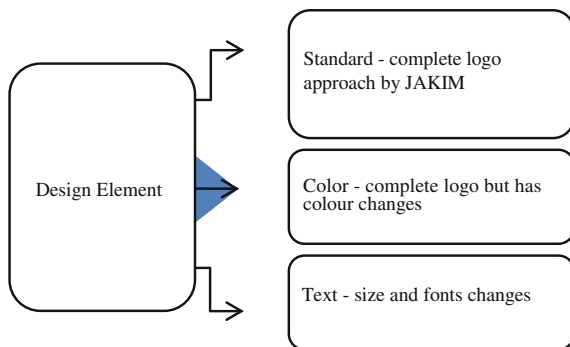 Standard - complete logo
approach by JAKIM
Design Element
Color - complete logo but has
colour changes
Text - size and fonts changes